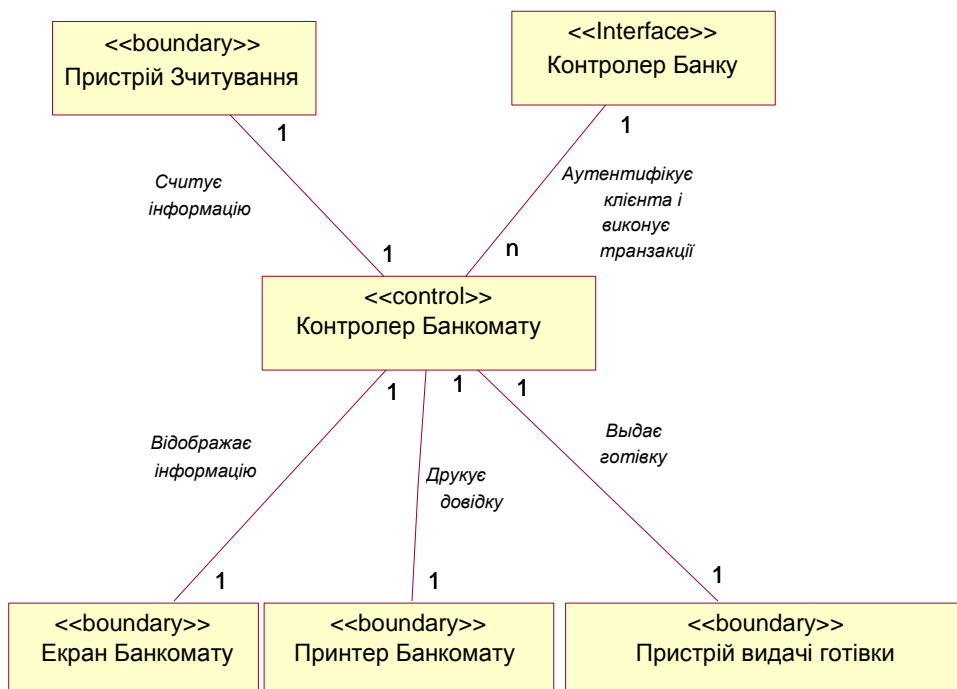 <<boundary>>
Пристрій Зчитування
<<Interface>>
Контролер Банку
1
1
Считує
інформацію
Аутентифікує
клієнта і
виконує
транзакції
1
n
<<control>>
Контролер Банкомату
1
1
1
Відображає
інформацію
Друкує
довідку
Выдає
готівку
1
1
1
<<boundary>>
Екран Банкомату
<<boundary>>
Принтер Банкомату
<<boundary>>
Пристрій видачі готівки